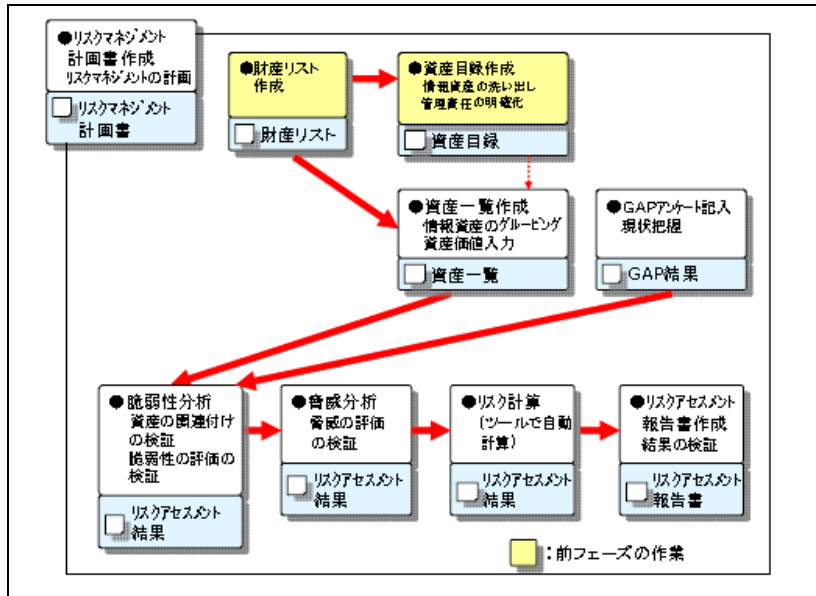 ●リスクマネジメント
計画書作成
リスクマネジメントの計画
リスクマネジメント
計画書
●財産リスト
作成
財産リスト
●資産目録作成
情報資産の洗い出し
管理責任の明確化
資産目録
●資産一覧作成
情報資産のグルーピング
資産価値入力
資産一覧
●GAPアンケート記入
現状把握
GAP結果
●脆弱性分析
資産の関連付け
の検証
脆弱性の評価の
検証
リスクアセスメント
結果
●脅威分析
脅威の評価
の検証
リスクアセスメント
結果
●リスク計算
(ツールで自動
計算)
リスクアセスメント
結果
●リスクアセスメント
報告書作成
結果の検証
リスクアセスメント
報告書
:前フェーズの作業